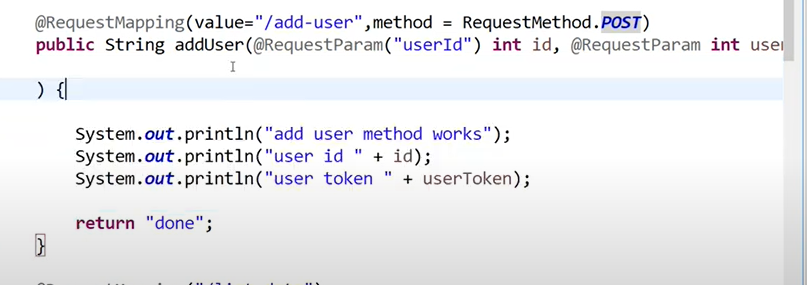 @RequestMapping(value="/add-user",method = RequestMethod.POST)
public String addUser(@RequestParam("userId") int id, @RequestParam int user
) {
System.out.println("add user method works");
System.out.println("user id " + id);
System.out.println("user token " + userToken);
return "done";
}